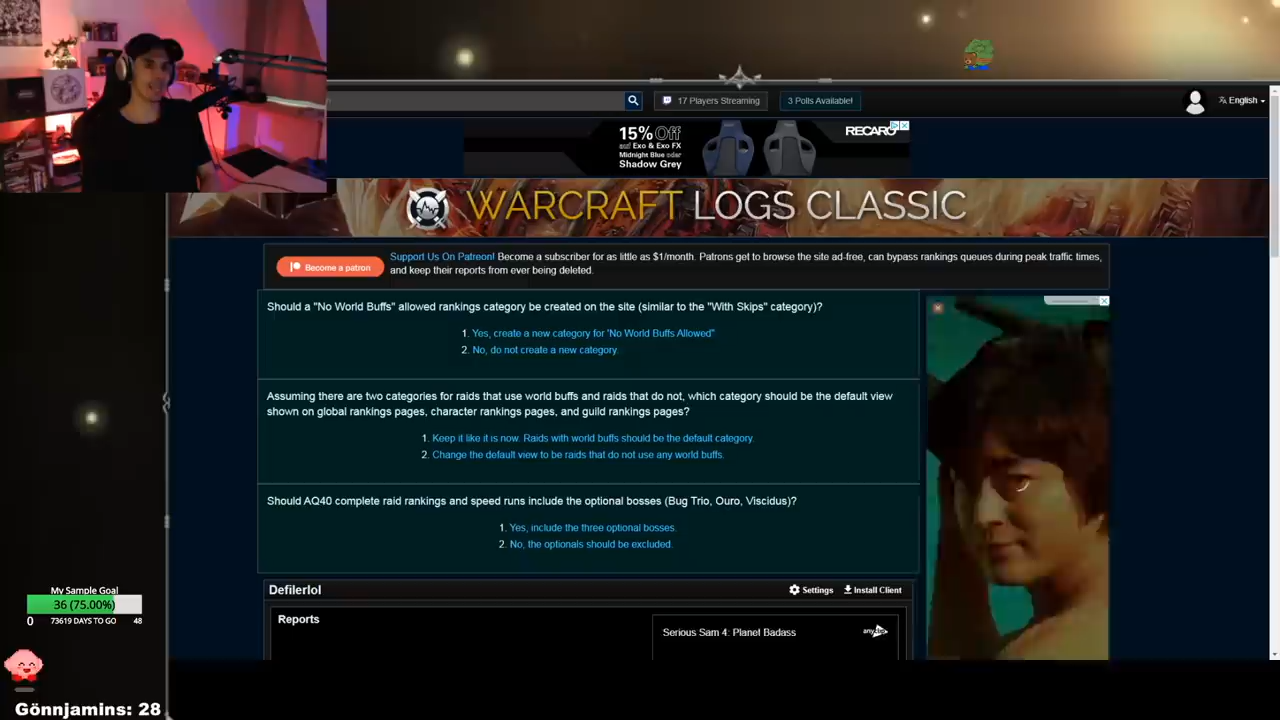 17 Players Streaming
3 Polls Available!
English
15% Off
auf Exo & Exo FX
Midnight Blue oder
Shadow Grey
RECARO
WARCRAFT LOGS CLASSIC
Become a patron
Support Us On Patreon! Become a subscriber for as little as $1/month. Patrons get to browse the site ad-free, can bypass rankings queues during peak traffic times,
and keep their reports from ever being deleted.
Should a "No World Buffs" allowed rankings category be created on the site (similar to the "With Skips" category)?
1. Yes, create a new category for 'No World Buffs Allowed"
2. No, do not create a new category.
Assuming there are two categories for raids that use world buffs and raids that do not, which category should be the default view
shown on global rankings pages, character rankings pages, and guild rankings pages?
1. Keep it like it is now. Raids with world buffs should be the default category.
2. Change the default view to be raids that do not use any world buffs.
Should AQ40 complete raid rankings and speed runs include the optional bosses (Bug Trio, Ouro, Viscidus)?
1. Yes, include the three optional bosses.
2. No, the optionals should be excluded.
Defilerlol
Settings
Install Client
Reports
Serious Sam 4: Planet Badass
My Sample Goal
36 (75.00%)
0
73619 DAYS TO GO
48
Gönnjamins: 28